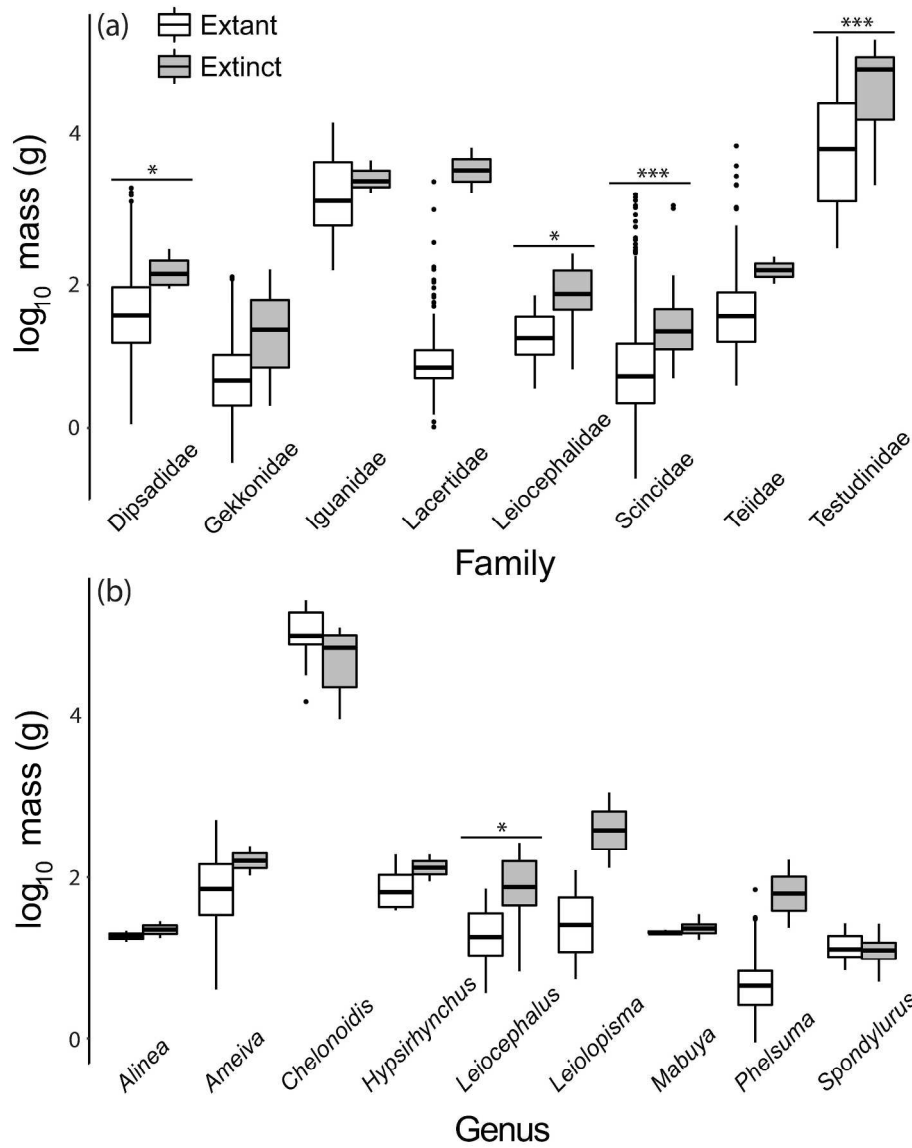 (a)
Extant
Extinct
log10 mass (g)
4
2
0
*
*
***
***
Dipsadidae
Gekkonidae
Iguanidae
Lacertidae
Leiocephalidae
Scincidae
Teiidae
Testudinidae
Family
(b)
log10 mass (g)
4
2
0
*
Alinea
Ameiva
Chelonoidis
Hypsirhynchus
Leiocephalus
Leiolopisma
Mabuya
Phelsuma
Spondylurus
Genus